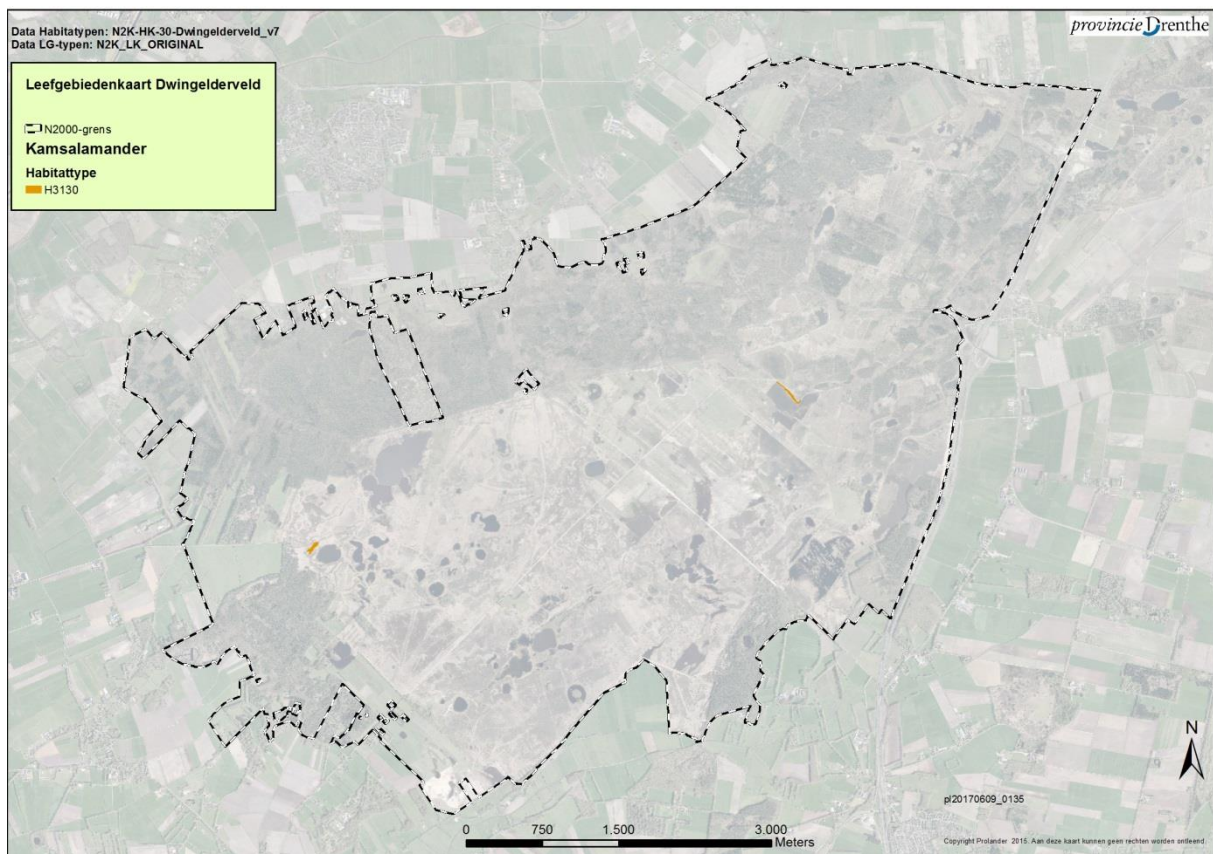 Data Habitatypen: N2K-HK-30-Dwingelderveld_v7
Data LG-typen: N2K_LK_ORIGINAL
provincie Drenthe
Leefgebiedenkaart Dwingelderveld
N2000-grens
Kamsalamander
Habitattype
H3130
N
pl20170609_0135
0 750 1.500 3.000
Meters
Copyright Prolander 2015. Aan deze kaart kunnen geen rechten worden ontleend.